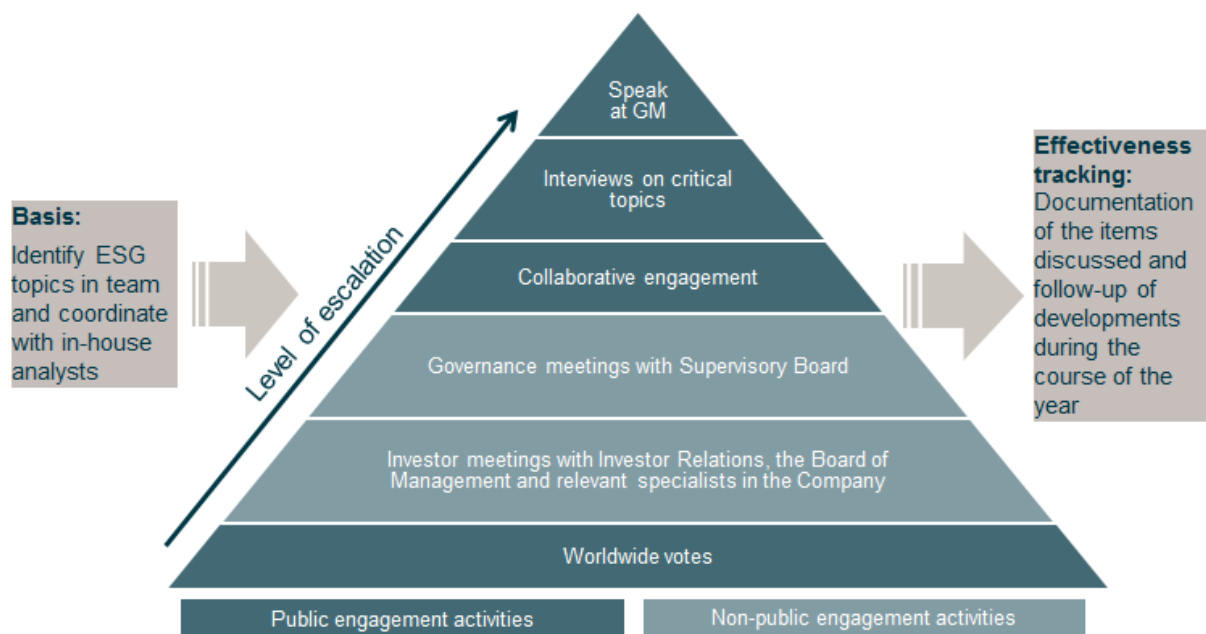 Basis:
Identify ESG
topics in team
and coordinate
with in-house
analysts
Level of escalation
Speak
at GM
Interviews on critical
topics
Collaborative engagement
Governance meetings with Supervisory Board
Investor meetings with Investor Relations, the Board of
Management and relevant specialists in the Company
Worldwide votes
Effectiveness
tracking:
Documentation
of the items
discussed and
follow-up of
developments
during the
course of the
year
Public engagement activities
Non-public engagement activities